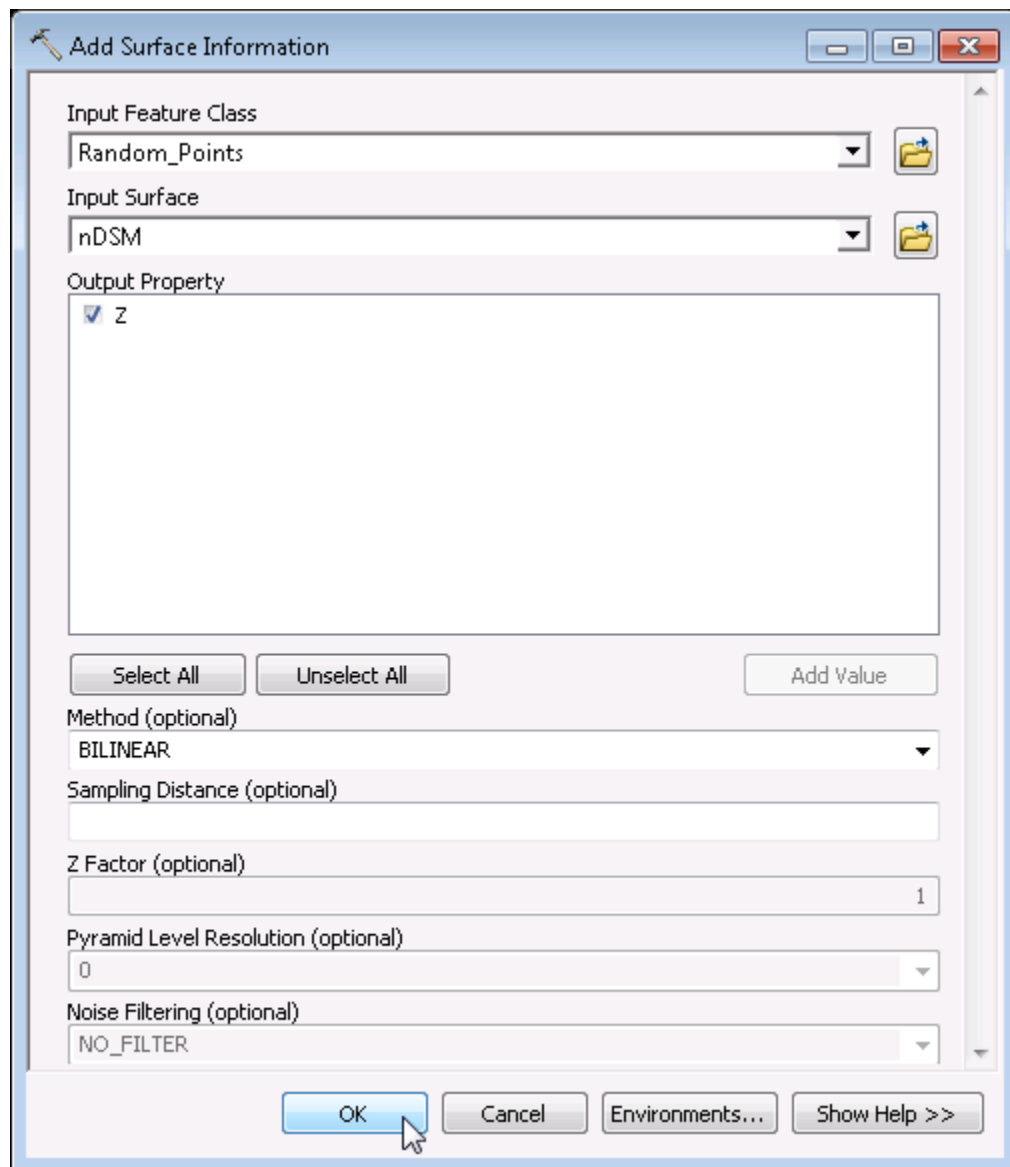 Add Surface Information
Input Feature Class
Random_Points
Input Surface
nDSM
Output Property
Z
Select All Unselect All Add Value
Method (optional)
BILINEAR
Sampling Distance (optional)
Z Factor (optional)
1
Pyramid Level Resolution (optional)
0
Noise Filtering (optional)
NO_FILTER
OK Cancel Environments... Show Help >>